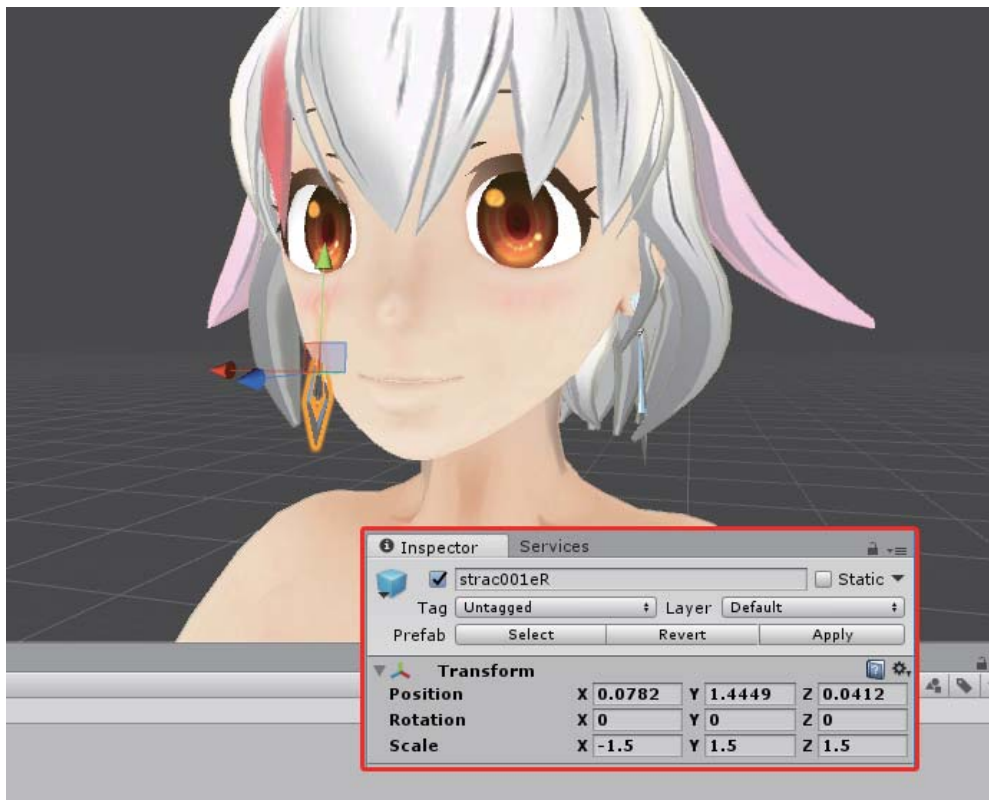 Inspector Services
strac001eR Static
Tag Untagged Layer Default
Prefab Select Revert Apply
Transform
Position X 0.0782 Y 1.4449 Z 0.0412
Rotation X 0 Y 0 Z 0
Scale X -1.5 Y 1.5 Z 1.5